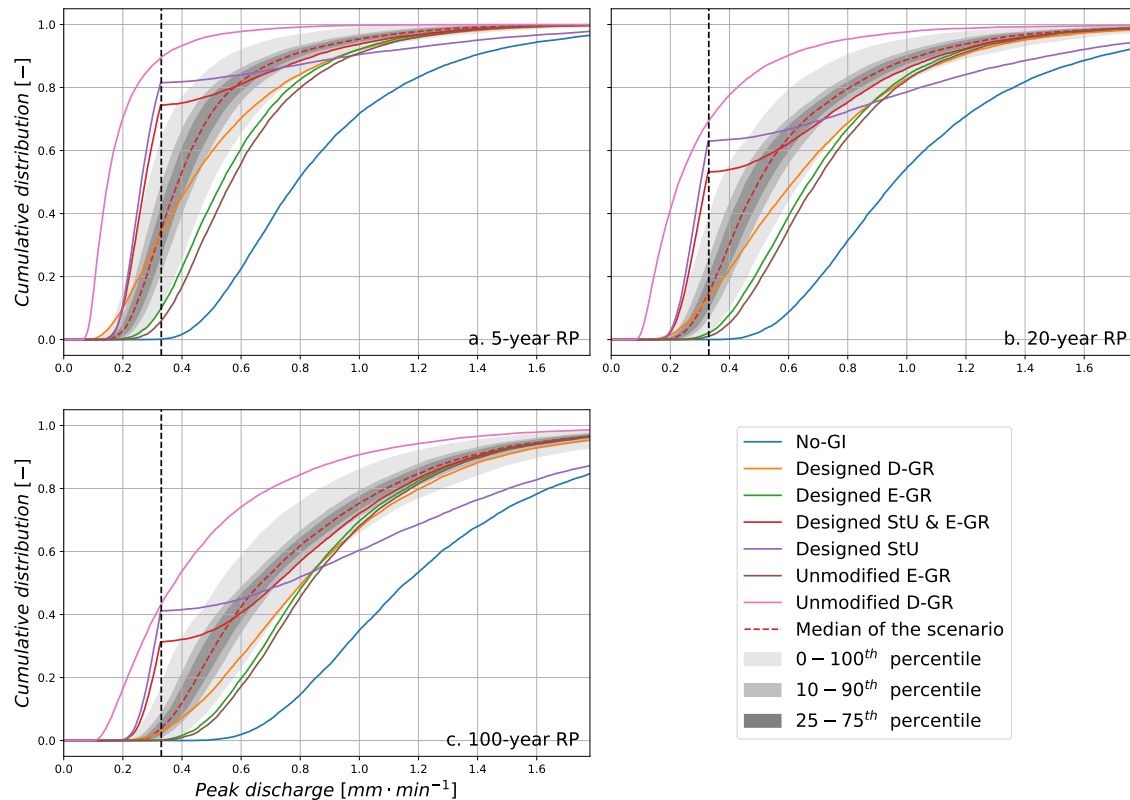 Cumulative distribution [−]
1.0
0.8
0.6
0.4
0.2
0.0
0.0 0.2 0.4 0.6 0.8 1.0 1.2 1.4 1.6
a. 5-year RP
0.0 0.2 0.4 0.6 0.8 1.0 1.2 1.4 1.6
b. 20-year RP
Cumulative distribution [−]
1.0
0.8
0.6
0.4
0.2
0.0
0.0 0.2 0.4 0.6 0.8 1.0 1.2 1.4 1.6
c. 100-year RP
Peak discharge [mm · min⁻¹]
No-GI
Designed D-GR
Designed E-GR
Designed StU & E-GR
Designed StU
Unmodified E-GR
Unmodified D-GR
Median of the scenario
0 − 100ᵗʰ percentile
10 − 90ᵗʰ percentile
25 − 75ᵗʰ percentile